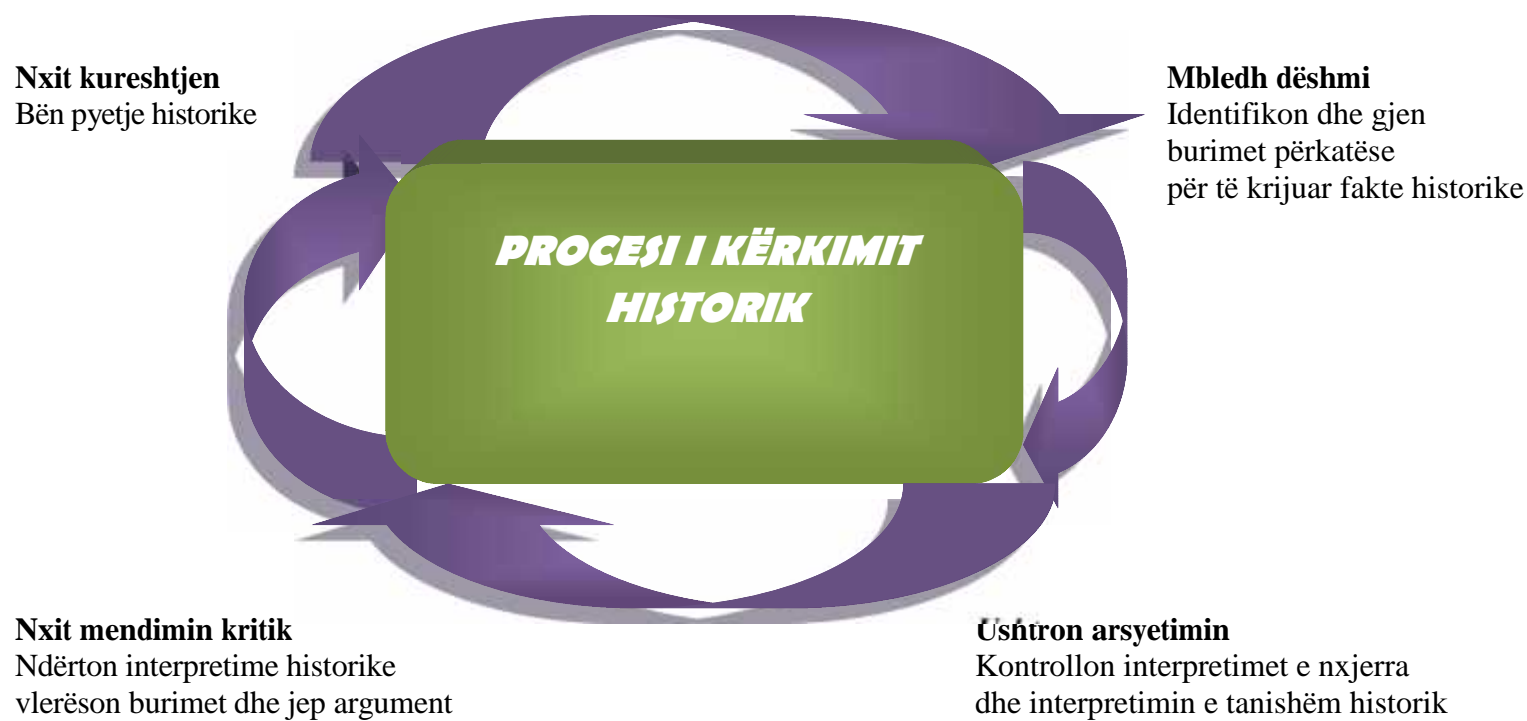 Nxit kureshtjen
Bën pyetje historike
Mbledh dëshmi
Identifikon dhe gjen
burimet përkatëse
për të krijuar fakte historike
PROCESI I KËRKIMIT
HISTORIK
Nxit mendimin kritik
Ndërton interpretime historike
vlerëson burimet dhe jep argument
Ushtron arsyetimin
Kontrollon interpretimet e nxjerra
dhe interpretimin e tanishëm historik